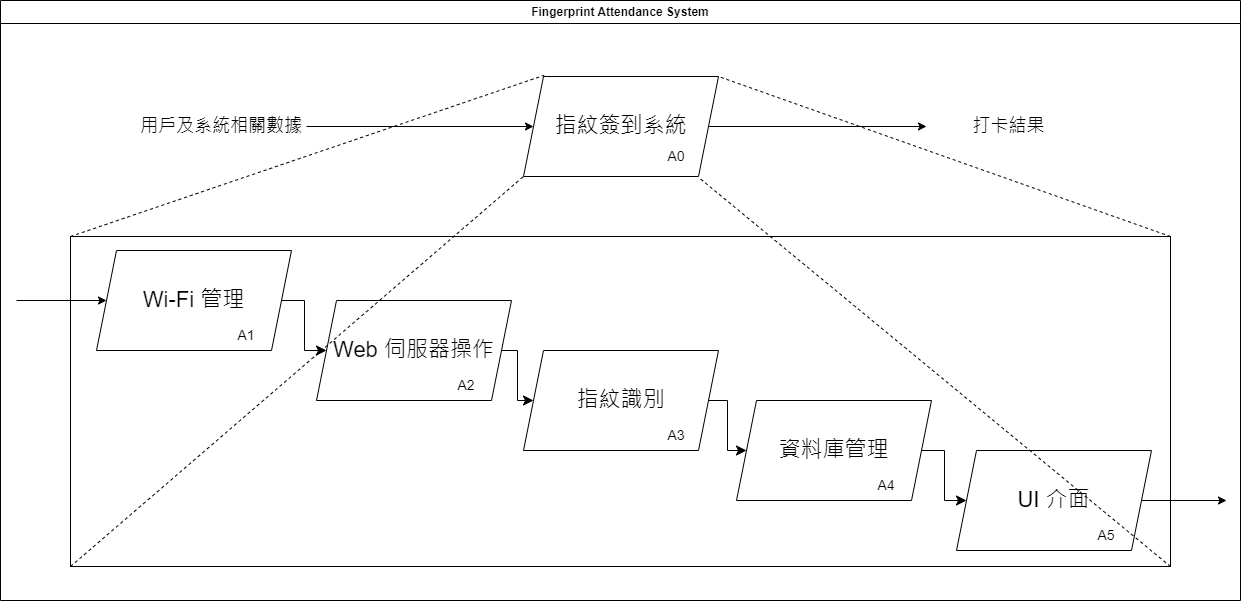 Fingerprint Attendance System
用戶及系統相關數據
指紋簽到系統
A0
打卡結果
Wi-Fi 管理
A1
Web 伺服器操作
A2
指紋識別
A3
資料庫管理
A4
UI 介面
A5